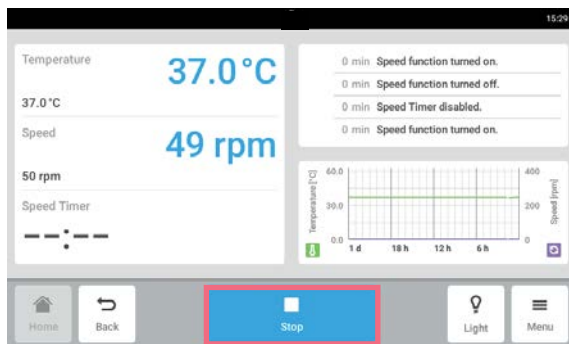 15:29
Temperature
37.0°C
37.0°C
Speed
49 rpm
50 rpm
Speed Timer
--:--
0 min Speed function turned on.
0 min Speed function turned off.
0 min Speed Timer disabled.
0 min Speed function turned on.
Temperature [°C]
60.0
30.0
0.0
1 d 18 h 12 h 6 h
400
200
0
Speed [rpm]
Home
Back
Stop
Light
Menu